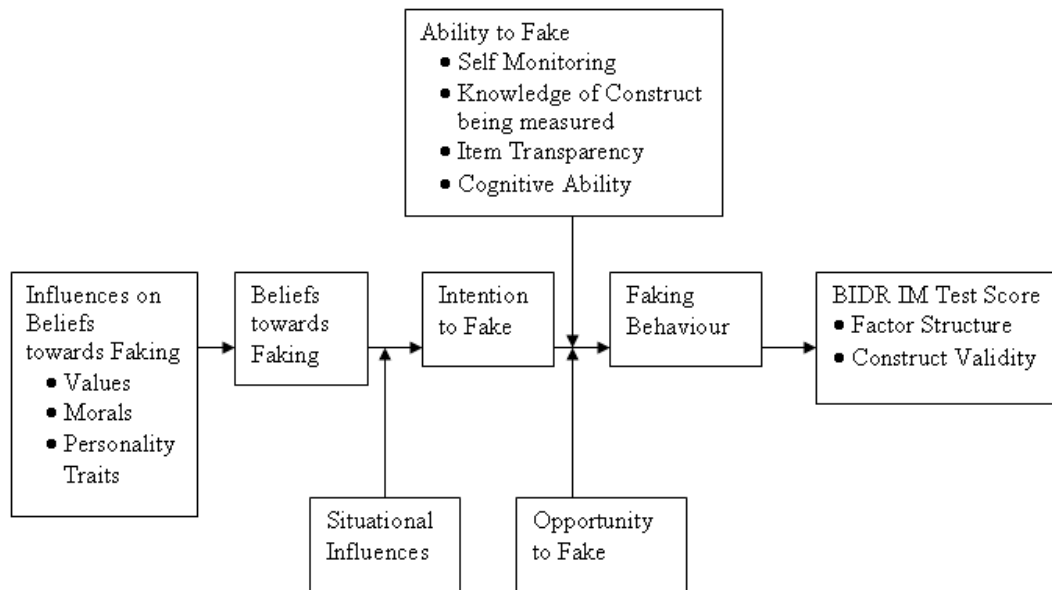 Ability to Fake
● Self Monitoring
● Knowledge of Construct
being measured
● Item Transparency
● Cognitive Ability
Influences on
Beliefs
towards Faking
● Values
● Morals
● Personality
Traits
Beliefs
towards
Faking
Intention
to Fake
Faking
Behaviour
BIDR IM Test Score
● Factor Structure
● Construct Validity
Situational
Influences
Opportunity
to Fake